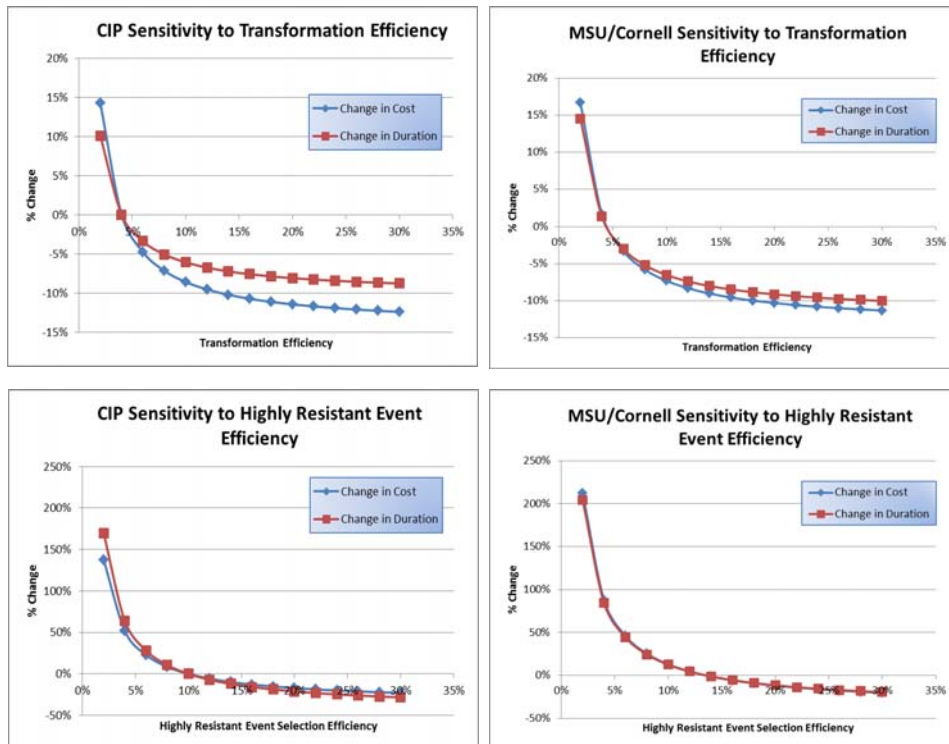 CIP Sensitivity to Transformation Efficiency
20%
15%
10%
5%
0%
-5%
-10%
-15%
% Change
0% 5% 10% 15% 20% 25% 30% 35%
Change in Cost
Change in Duration
Transformation Efficiency
MSU/Cornell Sensitivity to Transformation
Efficiency
20%
15%
10%
5%
0%
-5%
-10%
-15%
% Change
0% 5% 10% 15% 20% 25% 30% 35%
Change in Cost
Change in Duration
Transformation Efficiency
CIP Sensitivity to Highly Resistant Event
Efficiency
250%
200%
150%
100%
50%
0%
-50%
% Change
0% 5% 10% 15% 20% 25% 30% 35%
Change in Cost
Change in Duration
Highly Resistant Event Selection Efficiency
MSU/Cornell Sensitivity to Highly Resistant
Event Efficiency
250%
200%
150%
100%
50%
0%
-50%
% Change
0% 5% 10% 15% 20% 25% 30% 35%
Change in Cost
Change in Duration
Highly Resistant Event Selection Efficiency